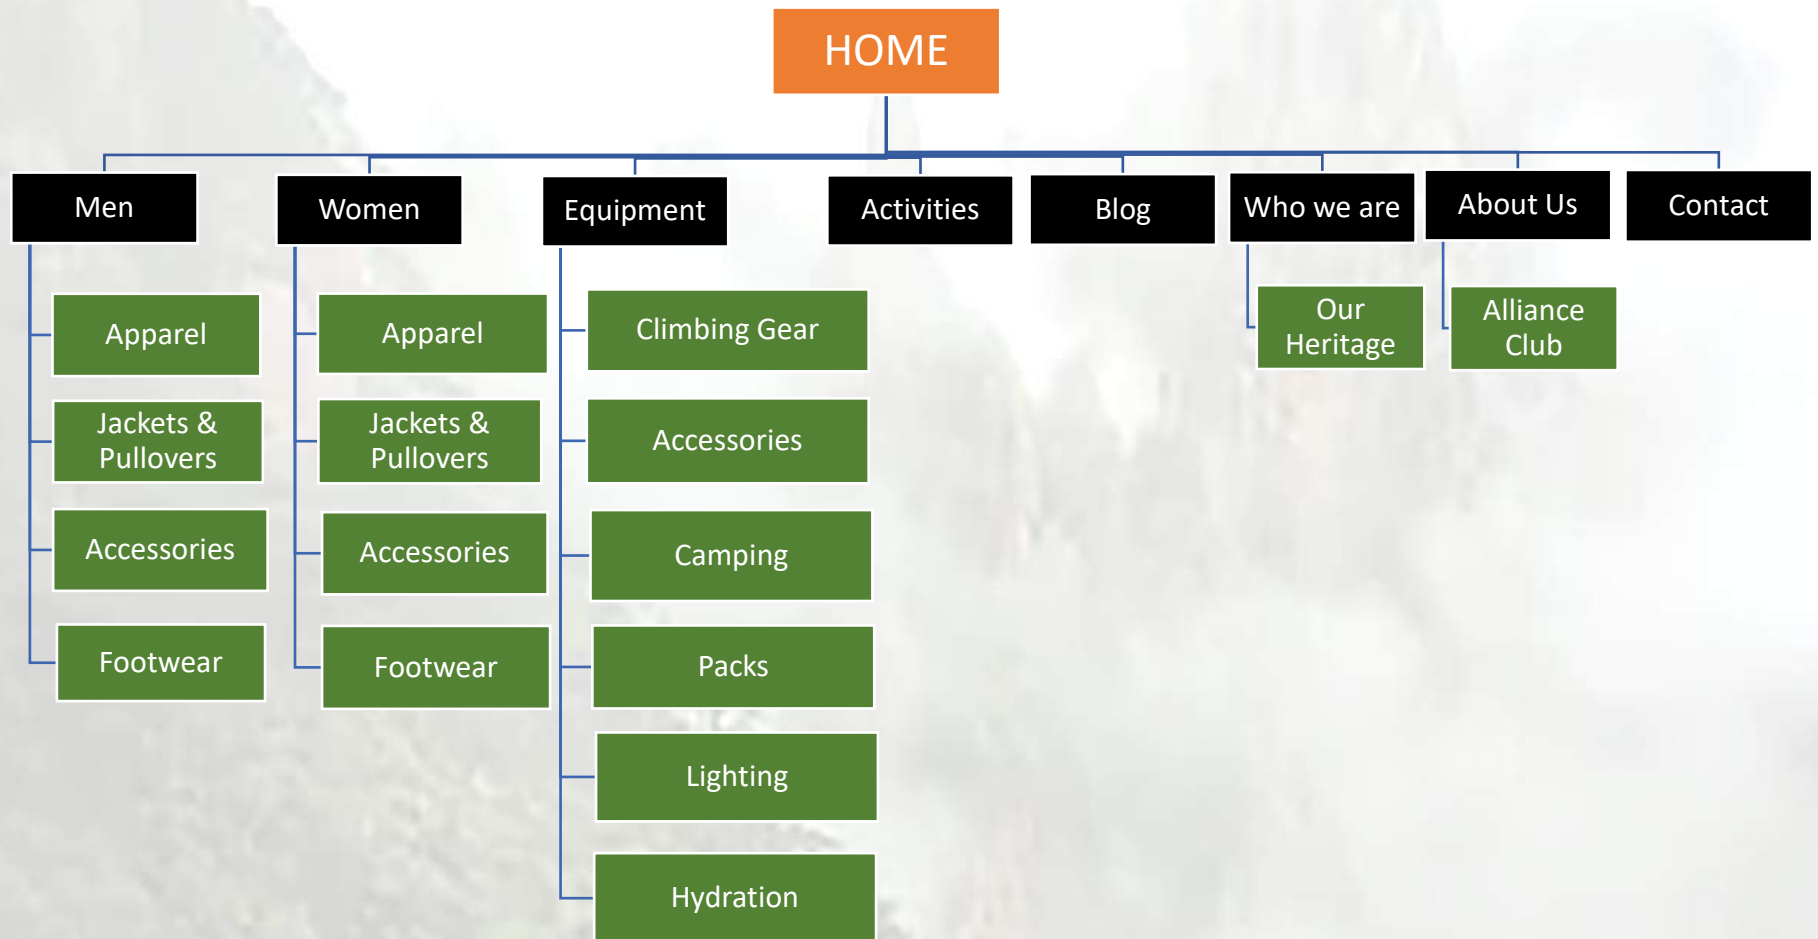 HOME
Men
Women
Equipment
Activities
Blog
Who we are
About Us
Contact
Apparel
Jackets &
Pullovers
Accessories
Footwear
Apparel
Jackets &
Pullovers
Accessories
Footwear
Climbing Gear
Accessories
Camping
Packs
Lighting
Hydration
Our
Heritage
Alliance
Club